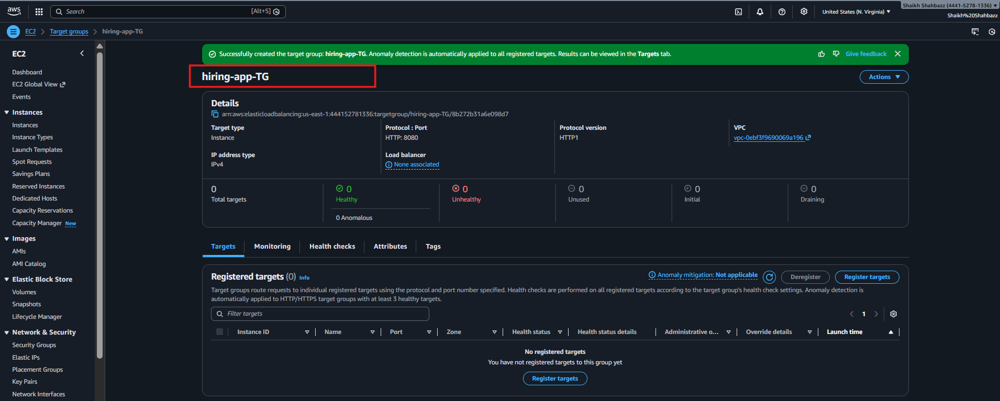 aws
Search [Alt+S]
United States (N. Virginia)
Shaikh Shahbazz (4441-5278-1336)
Shaikh%20Shahbazz
EC2 Target groups hiring-app-TG
EC2
Dashboard
EC2 Global View
Events
Instances
Instances
Instance Types
Launch Templates
Spot Requests
Savings Plans
Reserved Instances
Dedicated Hosts
Capacity Reservations
Capacity Manager New
Images
AMIs
AMI Catalog
Elastic Block Store
Volumes
Snapshots
Lifecycle Manager
Network & Security
Security Groups
Elastic IPs
Placement Groups
Key Pairs
Network Interfaces
Successfully created the target group: hiring-app-TG. Anomaly detection is automatically applied to all registered targets. Results can be viewed in the Targets tab.
Give feedback
hiring-app-TG
Actions
Details
arn:aws:elasticloadbalancing:us-east-1:444152781336:targetgroup/hiring-app-TG/8b272b31a6e098d7
Target type
Instance
Protocol : Port
HTTP: 8080
Protocol version
HTTP1
VPC
vpc-0ebf3f9690069a196
IP address type
IPv4
Load balancer
None associated
0
Total targets
0
Healthy
0 Anomalous
0
Unhealthy
0
Unused
0
Initial
0
Draining
Targets Monitoring Health checks Attributes Tags
Registered targets (0) Info
Anomaly mitigation: Not applicable
Deregister
Register targets
Target groups route requests to individual registered targets using the protocol and port number specified. Health checks are performed on all registered targets according to the target group's health check settings. Anomaly detection is
automatically applied to HTTP/HTTPS target groups with at least 3 healthy targets.
Filter targets
1
Instance ID Name Port Zone Health status Health status details Administrative o... Override details Launch time
No registered targets
You have not registered targets to this group yet
Register targets